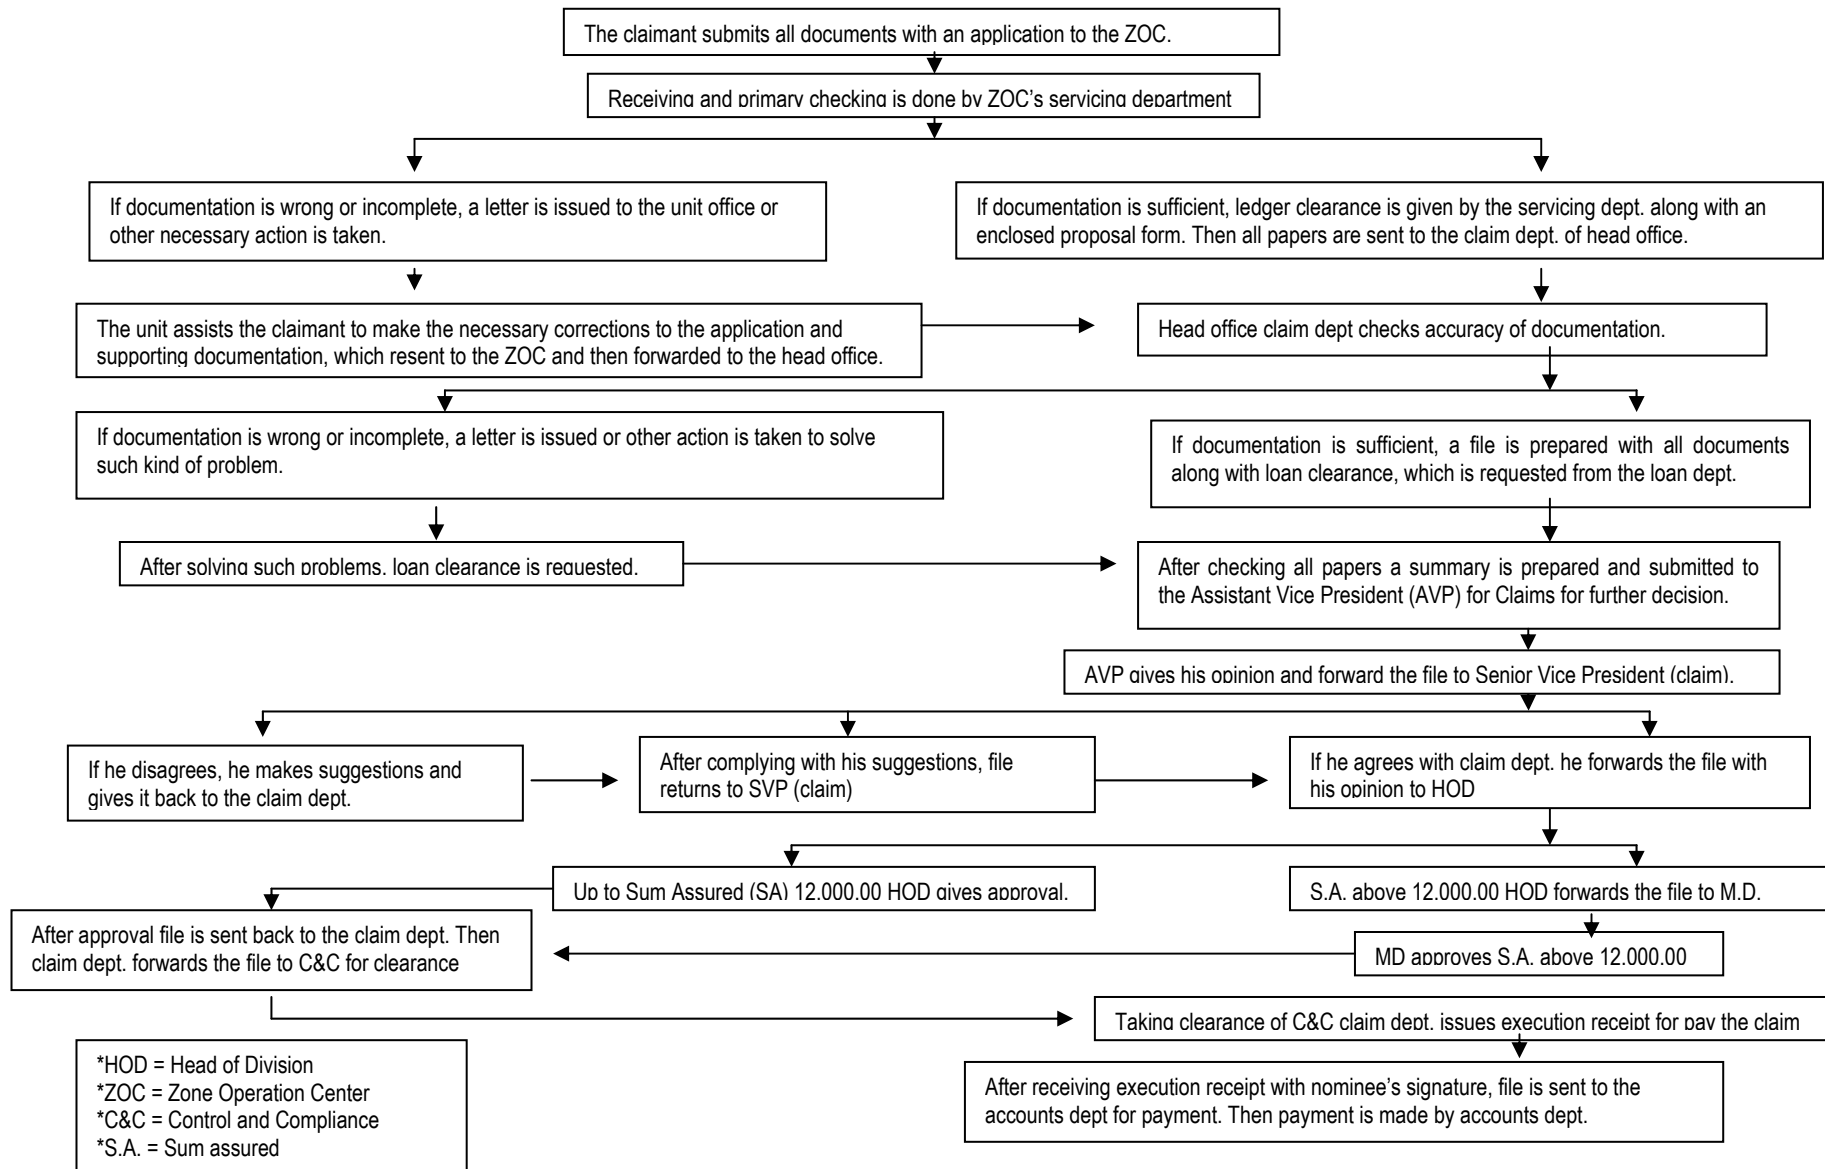 The claimant submits all documents with an application to the ZOC.
Receiving and primary checking is done by ZOC's servicing department
If documentation is wrong or incomplete, a letter is issued to the unit office or
other necessary action is taken.
If documentation is sufficient, ledger clearance is given by the servicing dept. along with an
enclosed proposal form. Then all papers are sent to the claim dept. of head office.
The unit assists the claimant to make the necessary corrections to the application and
supporting documentation, which resent to the ZOC and then forwarded to the head office.
Head office claim dept checks accuracy of documentation.
If documentation is wrong or incomplete, a letter is issued or other action is taken to solve
such kind of problem.
If documentation is sufficient, a file is prepared with all documents
along with loan clearance, which is requested from the loan dept.
After solving such problems, loan clearance is requested.
After checking all papers a summary is prepared and submitted to
the Assistant Vice President (AVP) for Claims for further decision.
AVP gives his opinion and forward the file to Senior Vice President (claim).
If he disagrees, he makes suggestions and
gives it back to the claim dept.
After complying with his suggestions, file
returns to SVP (claim)
If he agrees with claim dept. he forwards the file with
his opinion to HOD
Up to Sum Assured (SA) 12,000.00 HOD gives approval.
S.A. above 12,000.00 HOD forwards the file to M.D.
After approval file is sent back to the claim dept. Then
claim dept. forwards the file to C&C for clearance
MD approves S.A. above 12,000.00
Taking clearance of C&C claim dept. issues execution receipt for pay the claim
*HOD = Head of Division
*ZOC = Zone Operation Center
*C&C = Control and Compliance
*S.A. = Sum assured
After receiving execution receipt with nominee's signature, file is sent to the
accounts dept for payment. Then payment is made by accounts dept.